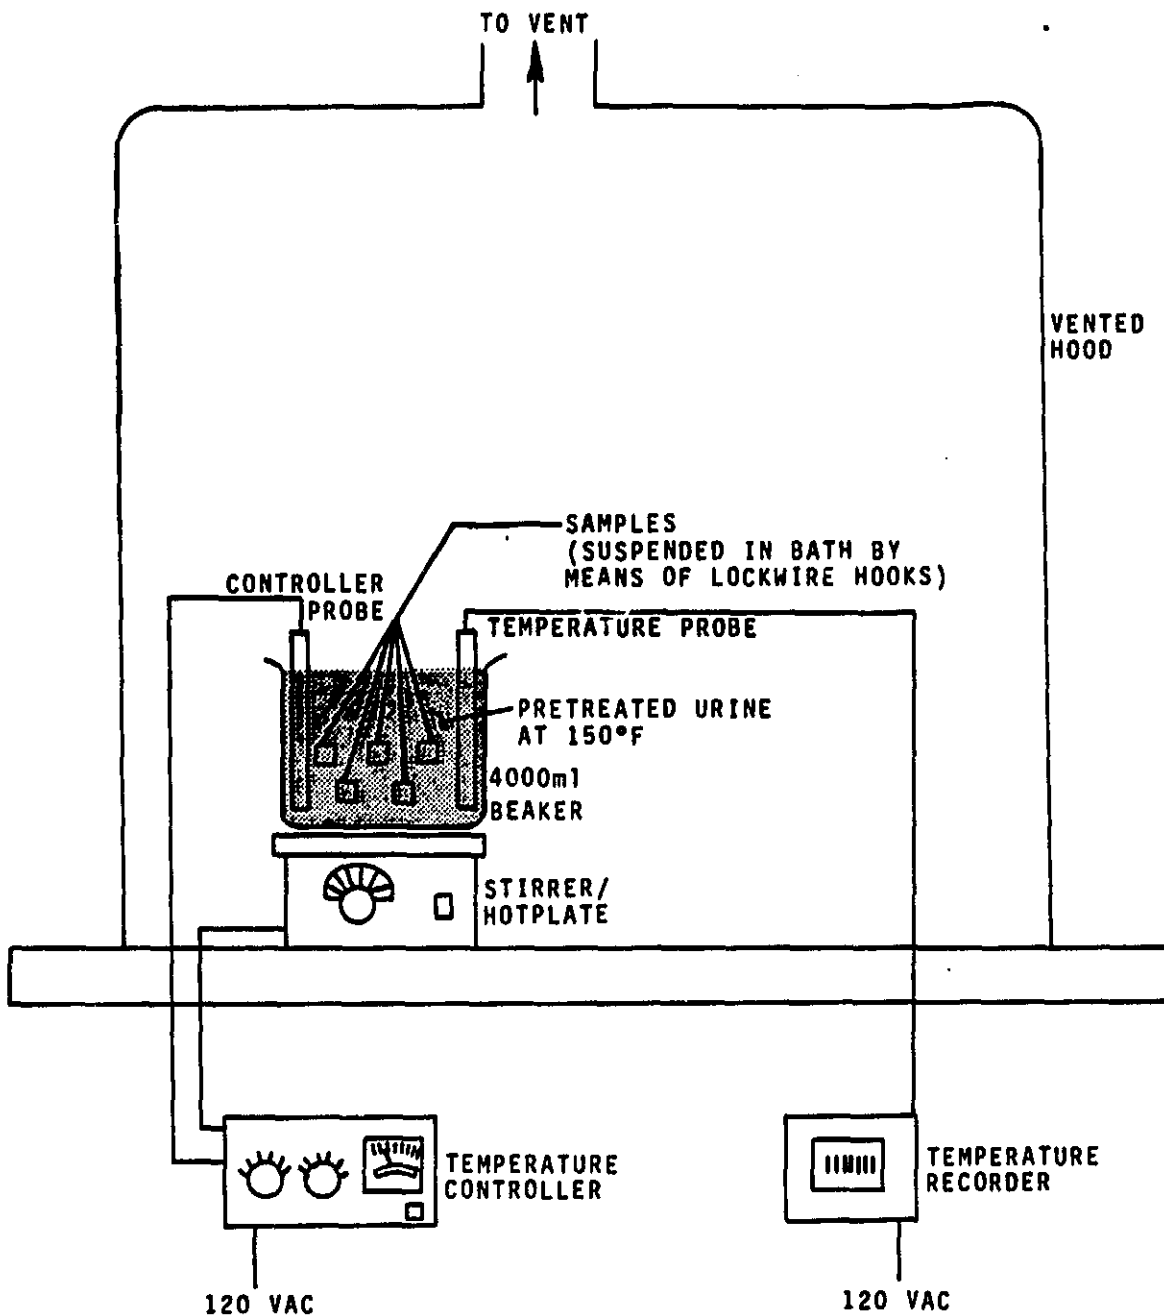 TO VENT
VENTED
HOOD
SAMPLES
(SUSPENDED IN BATH BY
MEANS OF LOCKWIRE HOOKS)
CONTROLLER
PROBE
TEMPERATURE PROBE
PRETREATED URINE
AT 150°F
4000ml
BEAKER
STIRRER/
HOTPLATE
TEMPERATURE
CONTROLLER
TEMPERATURE
RECORDER
120 VAC
120 VAC